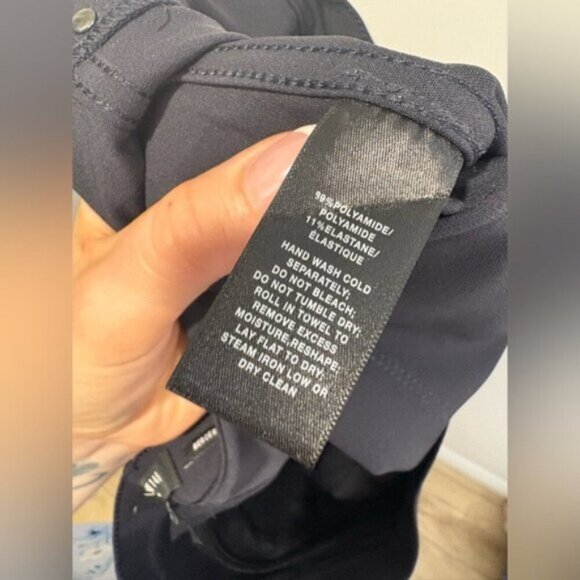 POLYAMIDE/
POLYAMIDE
11%ELASTANE/
ÉLASTIQUE
HAND WASH COLD
SEPARATELY;
DO NOT BLEACH;
DO NOT TUMBLE DRY;
ROLL IN TOWEL TO
REMOVE EXCESS
MOISTURE,RESHAPE;
LAY FLAT TO DRY;
STEAM IRON LOW OR
DRY CLEAN